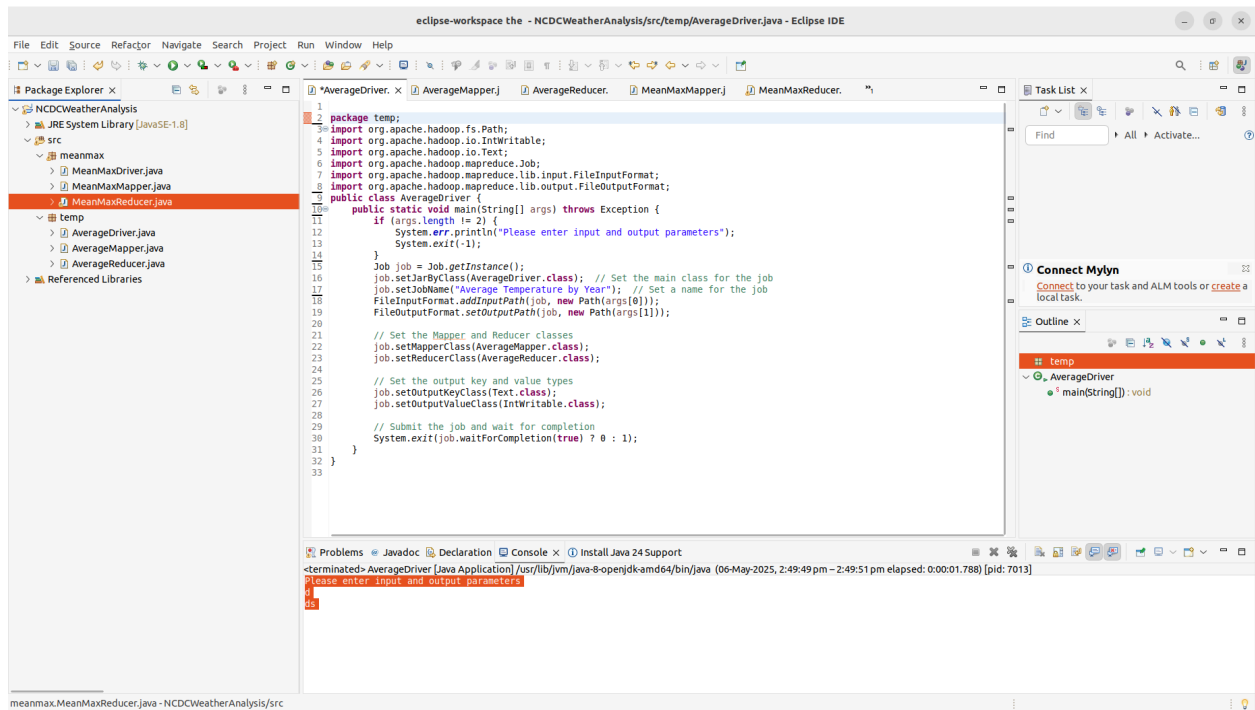 eclipse-workspace the - NCDCWeatherAnalysis/src/temp/AverageDriver.java - Eclipse IDE
File Edit Source Refactor Navigate Search Project Run Window Help
Package Explorer
NCDCWeatherAnalysis
JRE System Library [JavaSE-1.8]
src
meanmax
MeanMaxDriver.java
MeanMaxMapper.java
MeanMaxReducer.java
temp
AverageDriver.java
AverageMapper.java
AverageReducer.java
Referenced Libraries
*AverageDriver. AverageMapper.j AverageReducer. MeanMaxMapper.j MeanMaxReducer. »1
1
2 package temp;
3 import org.apache.hadoop.fs.Path;
4 import org.apache.hadoop.io.IntWritable;
5 import org.apache.hadoop.io.Text;
6 import org.apache.hadoop.mapreduce.Job;
7 import org.apache.hadoop.mapreduce.lib.input.FileInputFormat;
8 import org.apache.hadoop.mapreduce.lib.output.FileOutputFormat;
9 public class AverageDriver {
10 public static void main(String[] args) throws Exception {
11 if (args.length != 2) {
12 System.err.println("Please enter input and output parameters");
13 System.exit(-1);
14 }
15 Job job = Job.getInstance();
16 job.setJarByClass(AverageDriver.class); // Set the main class for the job
17 job.setJobName("Average Temperature by Year"); // Set a name for the job
18 FileInputFormat.addInputPath(job, new Path(args[0]));
19 FileOutputFormat.setOutputPath(job, new Path(args[1]));
20
21 // Set the Mapper and Reducer classes
22 job.setMapperClass(AverageMapper.class);
23 job.setReducerClass(AverageReducer.class);
24
25 // Set the output key and value types
26 job.setOutputKeyClass(Text.class);
27 job.setOutputValueClass(IntWritable.class);
28
29 // Submit the job and wait for completion
30 System.exit(job.waitForCompletion(true) ? 0 : 1);
31 }
32 }
33
Task List
Find All Activate...
Connect Mylyn
Connect to your task and ALM tools or create a
local task.
Outline
temp
AverageDriver
main(String[]) : void
Problems Javadoc Declaration Console Install Java 24 Support
<terminated> AverageDriver [Java Application] /usr/lib/jvm/java-8-openjdk-amd64/bin/java (06-May-2025, 2:49:49 pm – 2:49:51 pm elapsed: 0:00:01.788) [pid: 7013]
Please enter input and output parameters
d
ds
meanmax.MeanMaxReducer.java - NCDCWeatherAnalysis/src